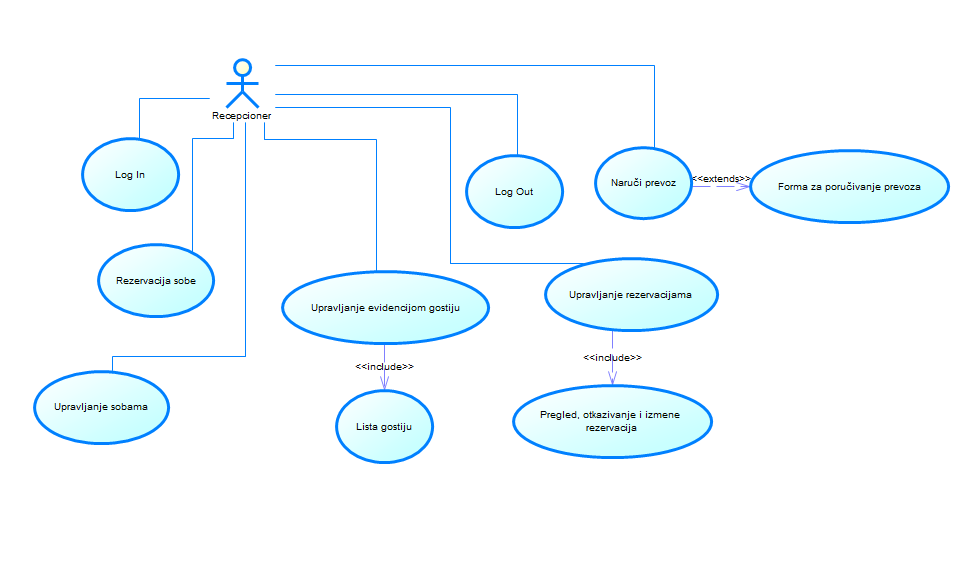 Recepcioner
Log In
Log Out
Naruči prevoz
<<extends>>
Forma za poručivanje prevoza
Rezervacija sobe
Upravljanje evidencijom gostiju
Upravljanje rezervacijama
<<include>>
<<include>>
Upravljanje sobama
Lista gostiju
Pregled, otkazivanje i izmene
rezervacija